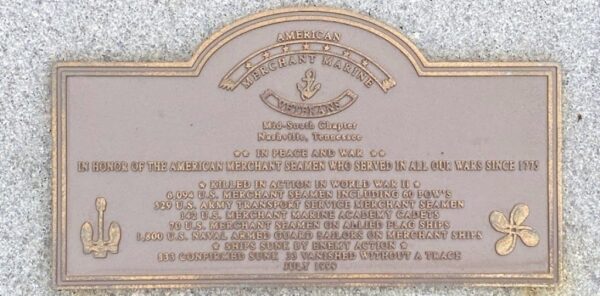 AMERICAN
MERCHANT MARINE
VETERANS
Mid-South Chapter
Nashville, Tennessee
★★ IN PEACE AND WAR ★★
IN HONOR OF THE AMERICAN MERCHANT SEAMEN WHO SERVED IN ALL OUR WARS SINCE 1775
★ KILLED IN ACTION IN WORLD WAR II ★
6,094 U.S. MERCHANT SEAMEN INCLUDING 60 POW'S
529 U.S. ARMY TRANSPORT SERVICE MERCHANT SEAMEN
142 U.S. MERCHANT MARINE ACADEMY CADETS
70 U.S. MERCHANT SEAMEN ON ALLIED FLAG SHIPS
1,800 U.S. NAVAL ARMED GUARD SAILORS ON MERCHANT SHIPS
★ SHIPS SUNK BY ENEMY ACTION ★
833 CONFIRMED SUNK 33 VANISHED WITHOUT A TRACE
JULY 1999